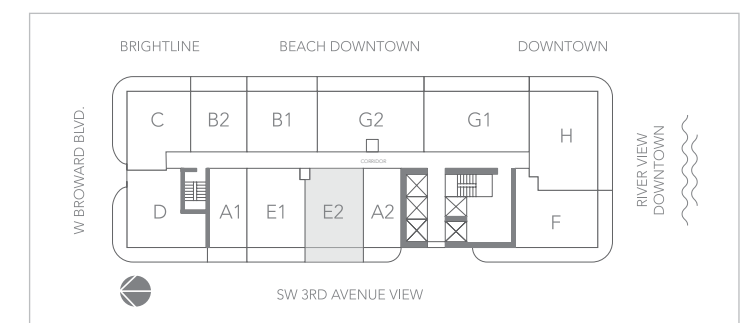 BRIGHTLINE BEACH DOWNTOWN DOWNTOWN
W BROWARD BLVD.
C B2 B1 G2 G1 H
CORRIDOR
D A1 E1 E2 A2 F
RIVER VIEW
DOWNTOWN
SW 3RD AVENUE VIEW